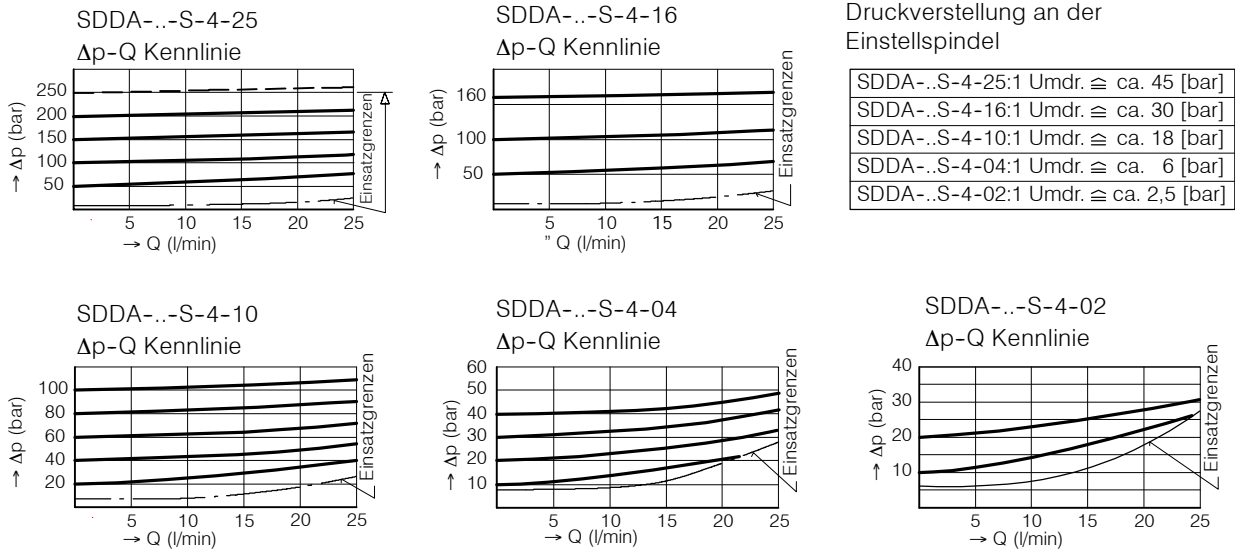 SDDA-..-S-4-25
Δp-Q Kennlinie
→ Δp (bar)
250
200
150
100
50
5 10 15 20 25
→ Q (l/min)
Einsatzgrenzen
SDDA-..-S-4-16
Δp-Q Kennlinie
→ Δp (bar)
160
100
50
5 10 15 20 25
” Q (l/min)
Einsatzgrenzen
Druckverstellung an der
Einstellspindel
SDDA-..S-4-25:1 Umdr. ≙ ca. 45 [bar]
SDDA-..S-4-16:1 Umdr. ≙ ca. 30 [bar]
SDDA-..S-4-10:1 Umdr. ≙ ca. 18 [bar]
SDDA-..S-4-04:1 Umdr. ≙ ca. 6 [bar]
SDDA-..S-4-02:1 Umdr. ≙ ca. 2,5 [bar]
SDDA-..-S-4-10
Δp-Q Kennlinie
→ Δp (bar)
100
80
60
40
20
5 10 15 20 25
→ Q (l/min)
Einsatzgrenzen
SDDA-..-S-4-04
Δp-Q Kennlinie
→ Δp (bar)
60
50
40
30
20
10
5 10 15 20 25
→ Q (l/min)
Einsatzgrenzen
SDDA-..-S-4-02
Δp-Q Kennlinie
→ Δp (bar)
40
30
20
10
5 10 15 20 25
→ Q (l/min)
Einsatzgrenzen